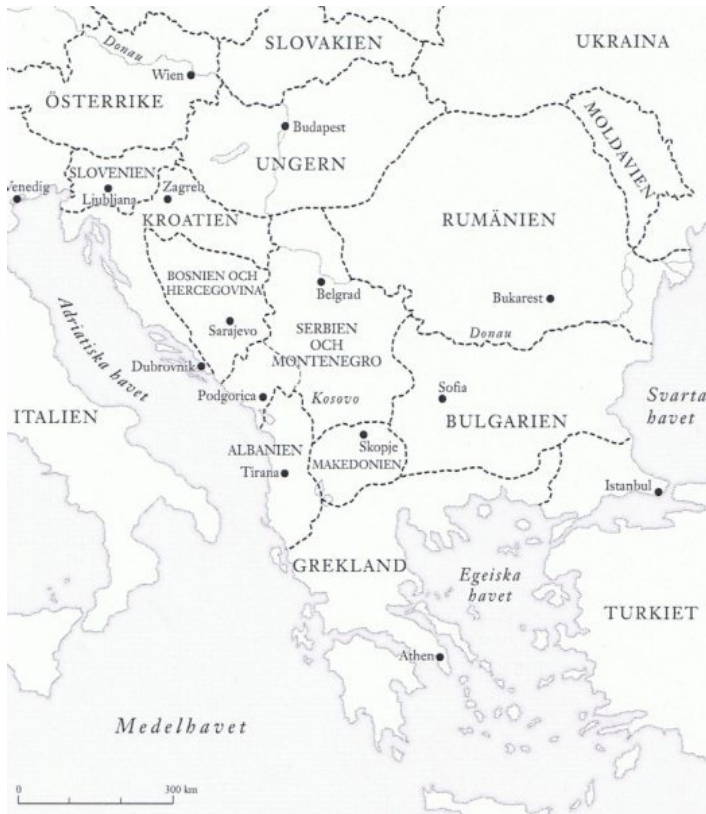 Donau
SLOVAKIEN
UKRAINA
Wien
ÖSTERRIKE
Budapest
UNGERN
MOLDAVIEN
SLOVENIEN
Ljubljana
Zagreb
Venedig
KROATIEN
RUMÄNIEN
BOSNIEN OCH
HERCEGOVINA
Belgrad
Bukarest
Adriatiska havet
Sarajevo
SERBIEN
OCH
MONTENEGRO
Donau
Dubrovnik
Podgorica
Kosovo
Sofia
Svarta
havet
ITALIEN
BULGARIEN
ALBANIEN
Skopje
MAKEDONIEN
Tirana
Istanbul
GREKLAND
Egeiska
havet
TURKIET
Athen
Medelhavet
0
300 km